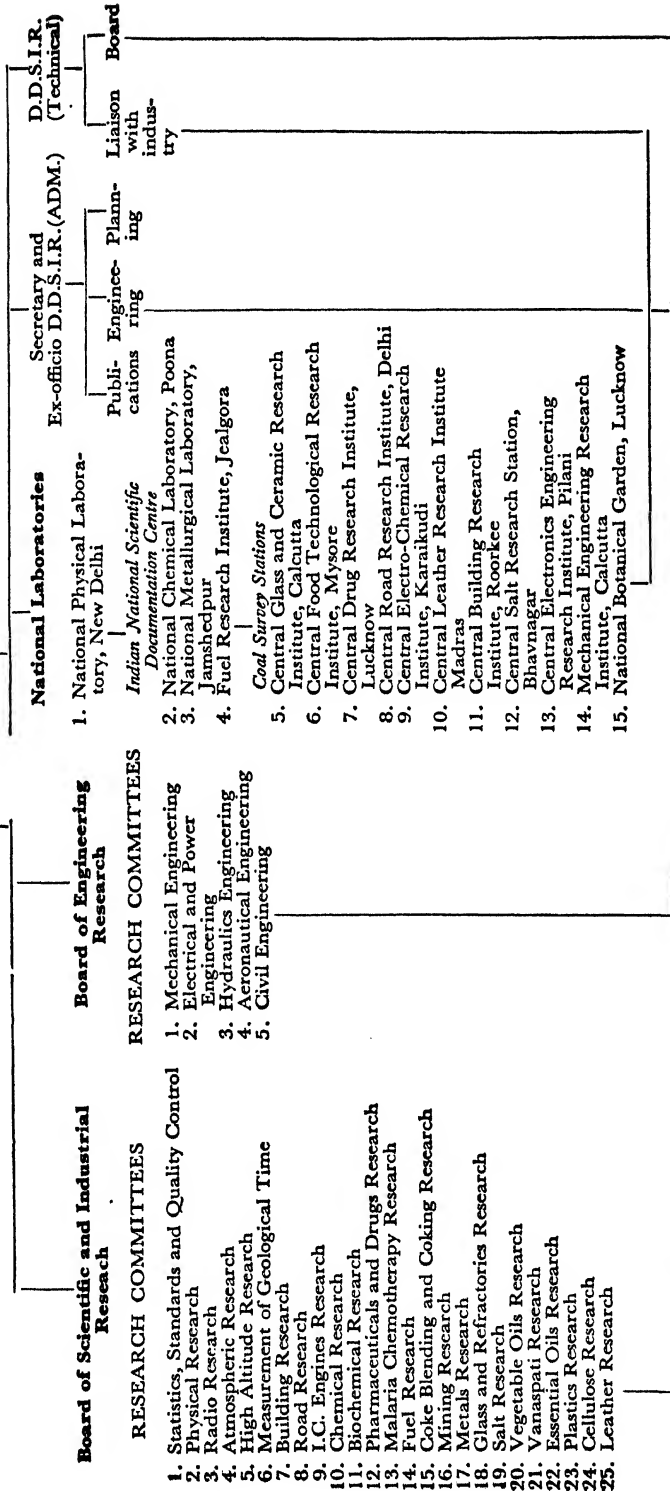 Board of Scientific and Industrial
Reseach
RESEARCH COMMITTEES
1. Statistics, Standards and Quality Control
2. Physical Research
3. Radio Research
4. Atmospheric Research
5. High Altitude Research
6. Measurement of Geological Time
7. Building Research
8. Road Research
9. I.C. Engines Research
10. Chemical Research
11. Biochemical Research
12. Pharmaceuticals and Drugs Research
13. Malaria Chemotherapy Research
14. Fuel Research
15. Coke Blending and Coking Research
16. Mining Research
17. Metals Research
18. Glass and Refractories Research
19. Salt Research
20. Vegetable Oils Research
21. Vanaspati Research
22. Essential Oils Research
23. Plastics Research
24. Cellulose Research
25. Leather Research
Board of Engineering
Research
RESEARCH COMMITTEES
1. Mechanical Engineering
2. Electrical and Power
Engineering
3. Hydraulics Engineering
4. Aeronautical Engineering
5. Civil Engineering
National Laboratories
1. National Physical Labora-
tory, New Delhi
Indian National Scientific
Documentation Centre
2. National Chemical Laboratory, Poona
3. National Metallurgical Laboratory,
Jamshedpur
4. Fuel Research Institute, Jealgora
Coal Survey Stations
5. Central Glass and Ceramic Research
Institute, Calcutta
6. Central Food Technological Research
Institute, Mysore
7. Central Drug Research Institute,
Lucknow
8. Central Road Research Institute, Delhi
9. Central Electro-Chemical Research
Institute, Karaikudi
10. Central Leather Research Institute
Madras
11. Central Building Research
Institute, Roorkee
12. Central Salt Research Station,
Bhavnagar
13. Central Electronics Engineering
Research Institute, Pilani
14. Mechanical Engineering Research
Institute, Calcutta
15. National Botanical Garden, Lucknow
Secretary and
Ex-officio D.D.S.I.R.(ADM.)
Publi-
cations
Enginee-
ring
Plann-
ing
D.D.S.I.R.
(Technical)
Liaison
with
indus-
try
Board